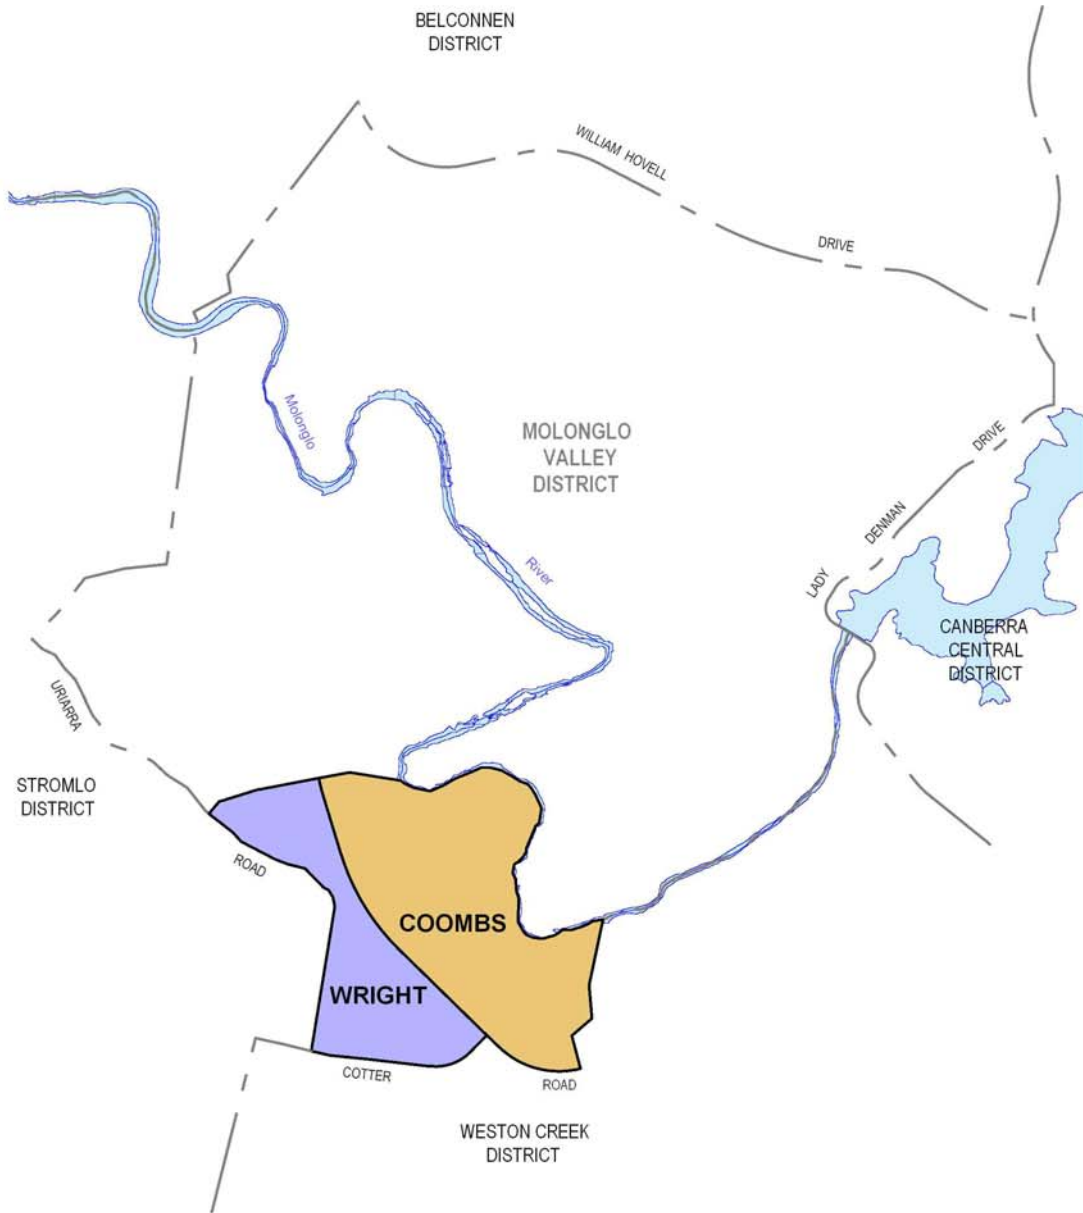 BELCONNEN
DISTRICT
WILLIAM HOVELL
DRIVE
Molonglo
MOLONGLO
VALLEY
DISTRICT
DRIVE
DENMAN
LADY
River
CANBERRA
CENTRAL
DISTRICT
URIARRA
STROMLO
DISTRICT
ROAD
COOMBS
WRIGHT
COTTER
ROAD
WESTON CREEK
DISTRICT